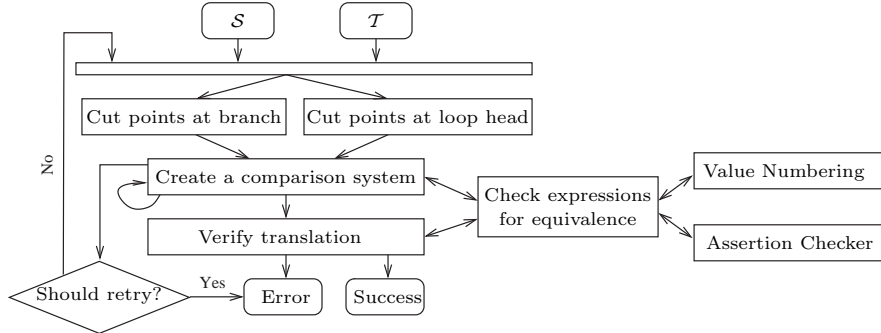 𝒮
𝒯
Cut points at branch
Cut points at loop head
No
Create a comparison system
Check expressions
for equivalence
Value Numbering
Verify translation
Assertion Checker
Should retry?
Yes
Error
Success